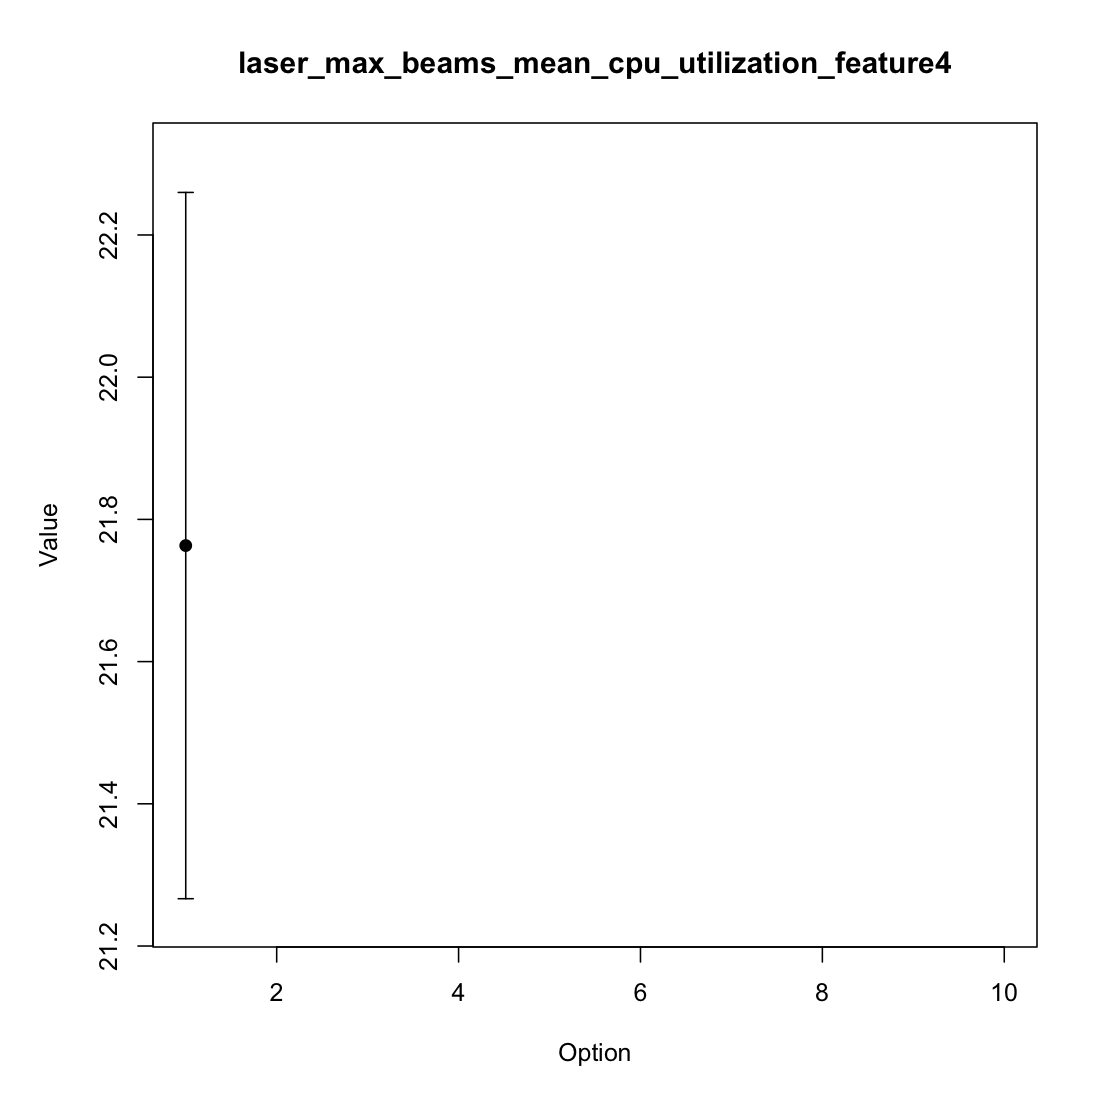 laser_max_beams_mean_cpu_utilization_feature4
Value
22.2
22.0
21.8
21.6
21.4
21.2
2 4 6 8 10
Option